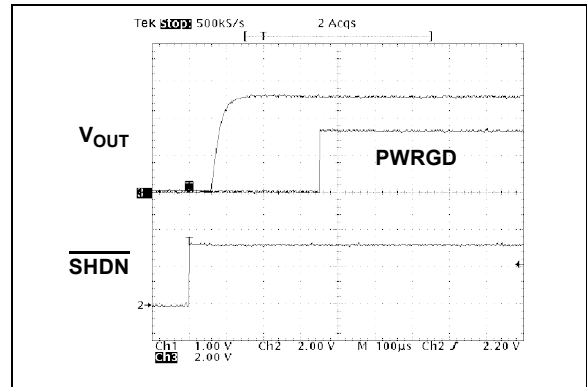 Tek Stop: 500kS/s 2 Acqs
T
VOUT
PWRGD
SHDN
2
Ch1 1.00 V Ch2 2.00 V M 100µs Ch2 2.20 V
Ch3 2.00 V